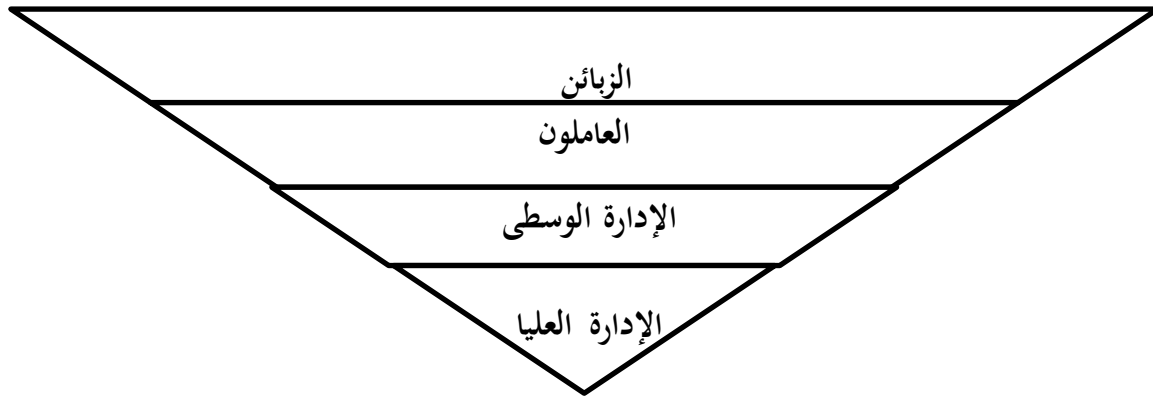 الزبائن
العاملون
الإدارة الوسطى
الإدارة العليا